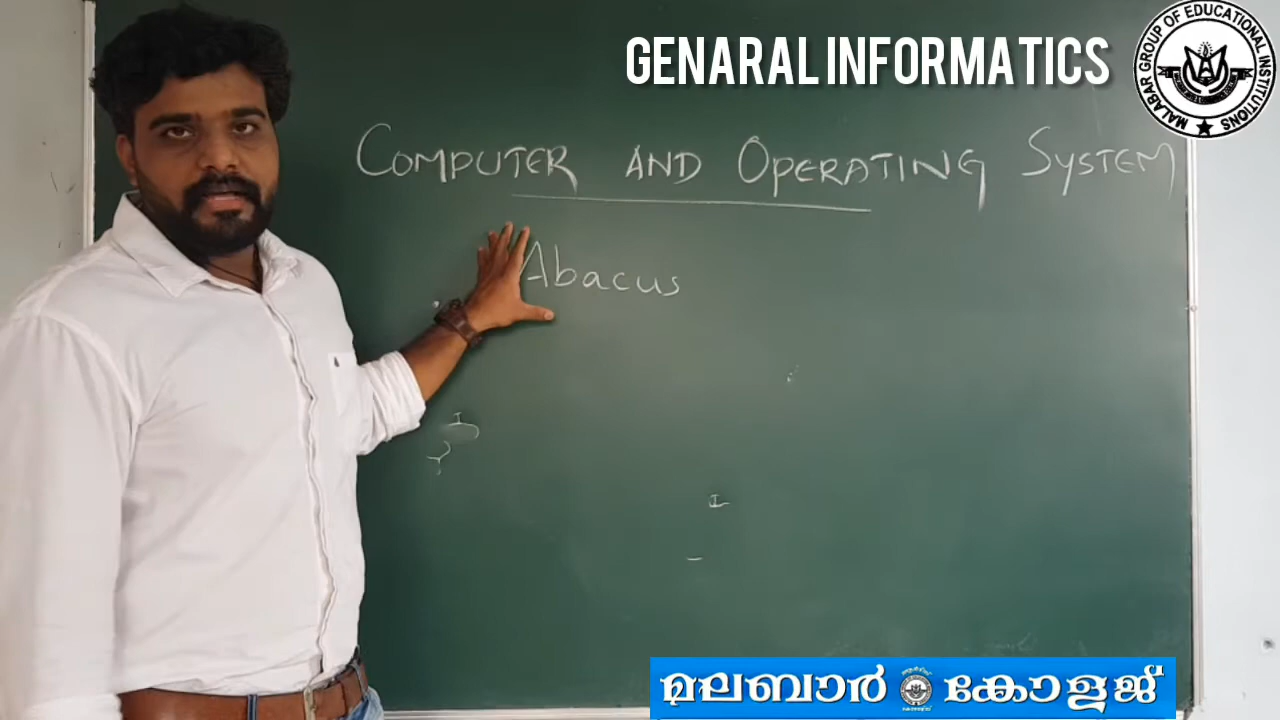 GENARAL INFORMATICS
MALABAR GROUP OF EDUCATIONAL INSTITUTIONS
COMPUTER AND OPERATING SYSTEM
Abacus
മലബാർ കോളജ്